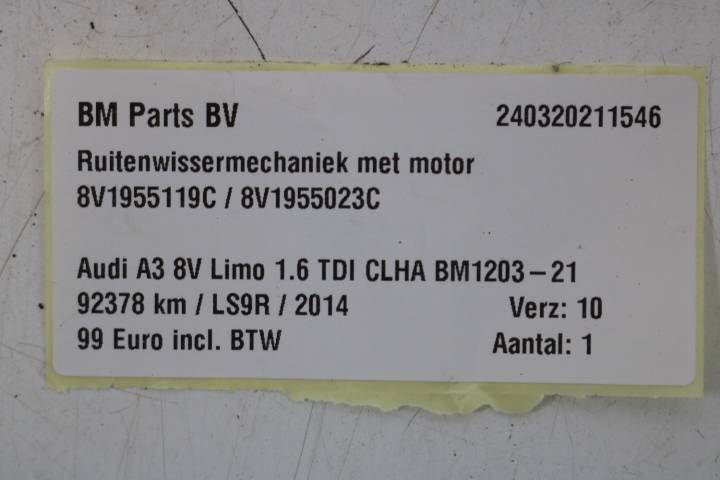 BM Parts BV 240320211546
Ruitenwissermechaniek met motor
8V1955119C / 8V1955023C
Audi A3 8V Limo 1.6 TDI CLHA BM1203-21
92378 km / LS9R / 2014 Verz: 10
99 Euro incl. BTW Aantal: 1